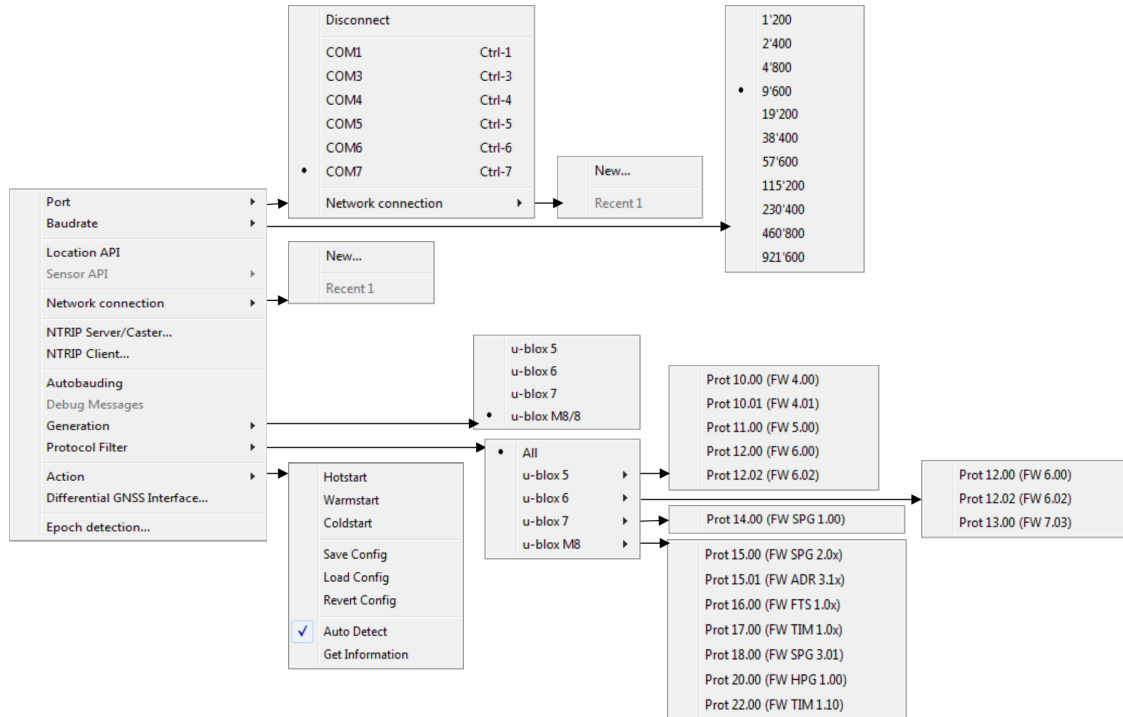 Port
Baudrate
Location API
Sensor API
Network connection
NTRIP Server/Caster...
NTRIP Client...
Autobauding
Debug Messages
Generation
Protocol Filter
Action
Differential GNSS Interface...
Epoch detection...
Disconnect
COM1 Ctrl-1
COM3 Ctrl-3
COM4 Ctrl-4
COM5 Ctrl-5
COM6 Ctrl-6
COM7 Ctrl-7
Network connection
New...
Recent 1
1'200
2'400
4'800
9'600
19'200
38'400
57'600
115'200
230'400
460'800
921'600
New...
Recent 1
u-blox 5
u-blox 6
u-blox 7
u-blox M8/8
All
u-blox 5
u-blox 6
u-blox 7
u-blox M8
Prot 10.00 (FW 4.00)
Prot 10.01 (FW 4.01)
Prot 11.00 (FW 5.00)
Prot 12.00 (FW 6.00)
Prot 12.02 (FW 6.02)
Prot 12.00 (FW 6.00)
Prot 12.02 (FW 6.02)
Prot 13.00 (FW 7.03)
Prot 14.00 (FW SPG 1.00)
Prot 15.00 (FW SPG 2.0x)
Prot 15.01 (FW ADR 3.1x)
Prot 16.00 (FW FTS 1.0x)
Prot 17.00 (FW TIM 1.0x)
Prot 18.00 (FW SPG 3.01)
Prot 20.00 (FW HPG 1.00)
Prot 22.00 (FW TIM 1.10)
Hotstart
Warmstart
Coldstart
Save Config
Load Config
Revert Config
Auto Detect
Get Information